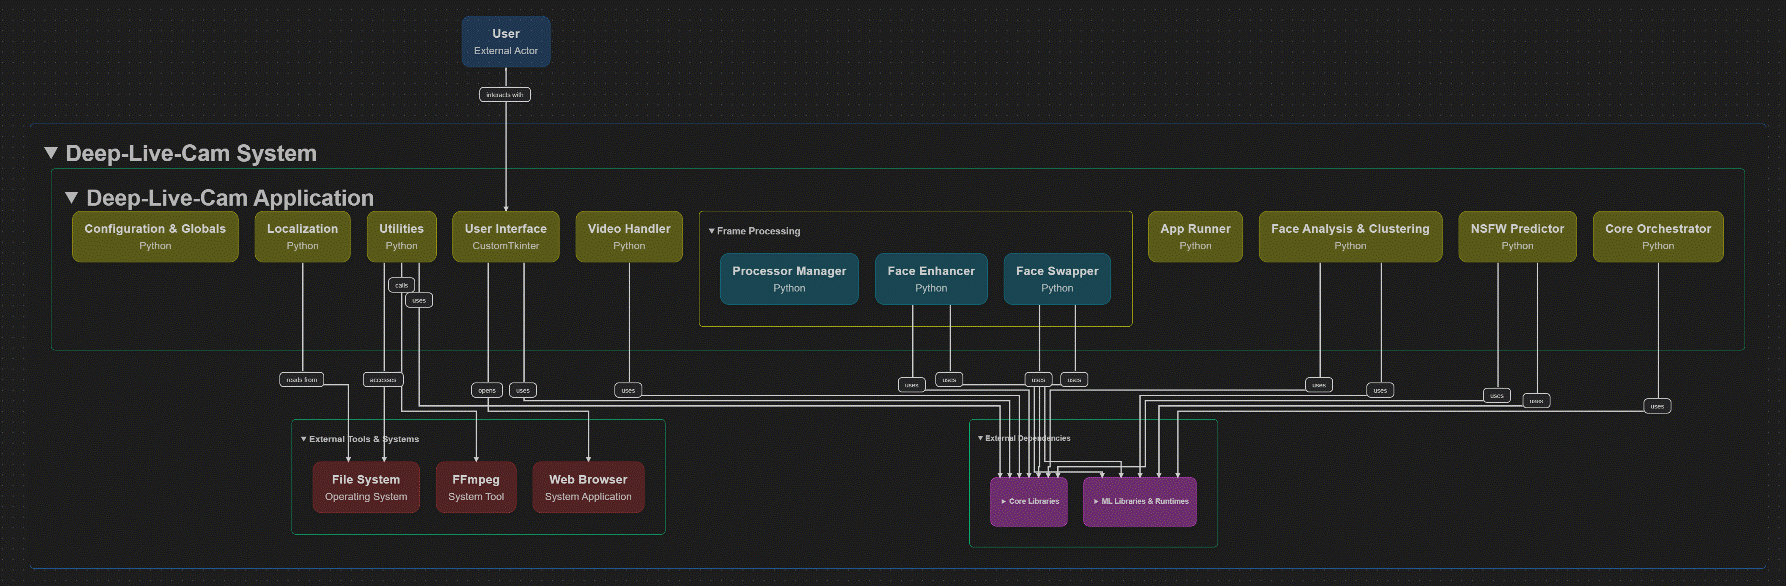 User
External Actor
interacts with
▼ Deep-Live-Cam System
▼ Deep-Live-Cam Application
Configuration & Globals
Python
Localization
Python
Utilities
Python
User Interface
CustomTkinter
Video Handler
Python
▼ Frame Processing
Processor Manager
Python
Face Enhancer
Python
Face Swapper
Python
App Runner
Python
Face Analysis & Clustering
Python
NSFW Predictor
Python
Core Orchestrator
Python
calls
uses
reads from
accesses
opens
uses
uses
uses
uses
uses
uses
uses
uses
uses
uses
uses
▼ External Tools & Systems
File System
Operating System
FFmpeg
System Tool
Web Browser
System Application
▼ External Dependencies
► Core Libraries
► ML Libraries & Runtimes